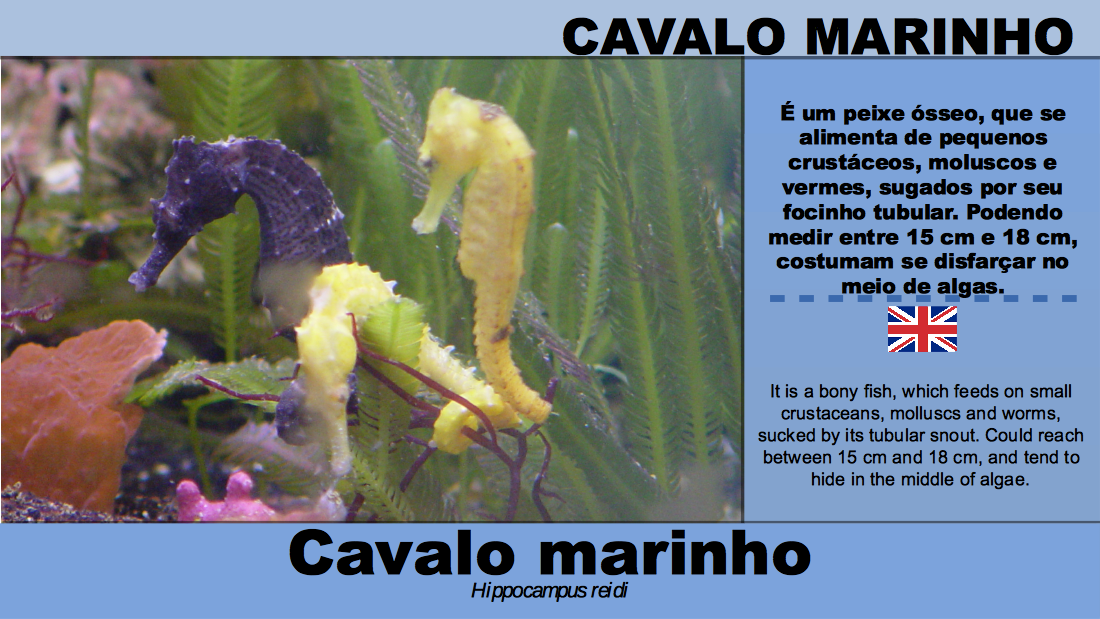 CAVALO MARINHO
É um peixe ósseo, que se
alimenta de pequenos
crustáceos, moluscos e
vermes, sugados por seu
focinho tubular. Podendo
medir entre 15 cm e 18 cm,
costumam se disfarçar no
meio de algas.
It is a bony fish, which feeds on small
crustaceans, molluscs and worms,
sucked by its tubular snout. Could reach
between 15 cm and 18 cm, and tend to
hide in the middle of algae.
Cavalo marinho
Hippocampus reidi